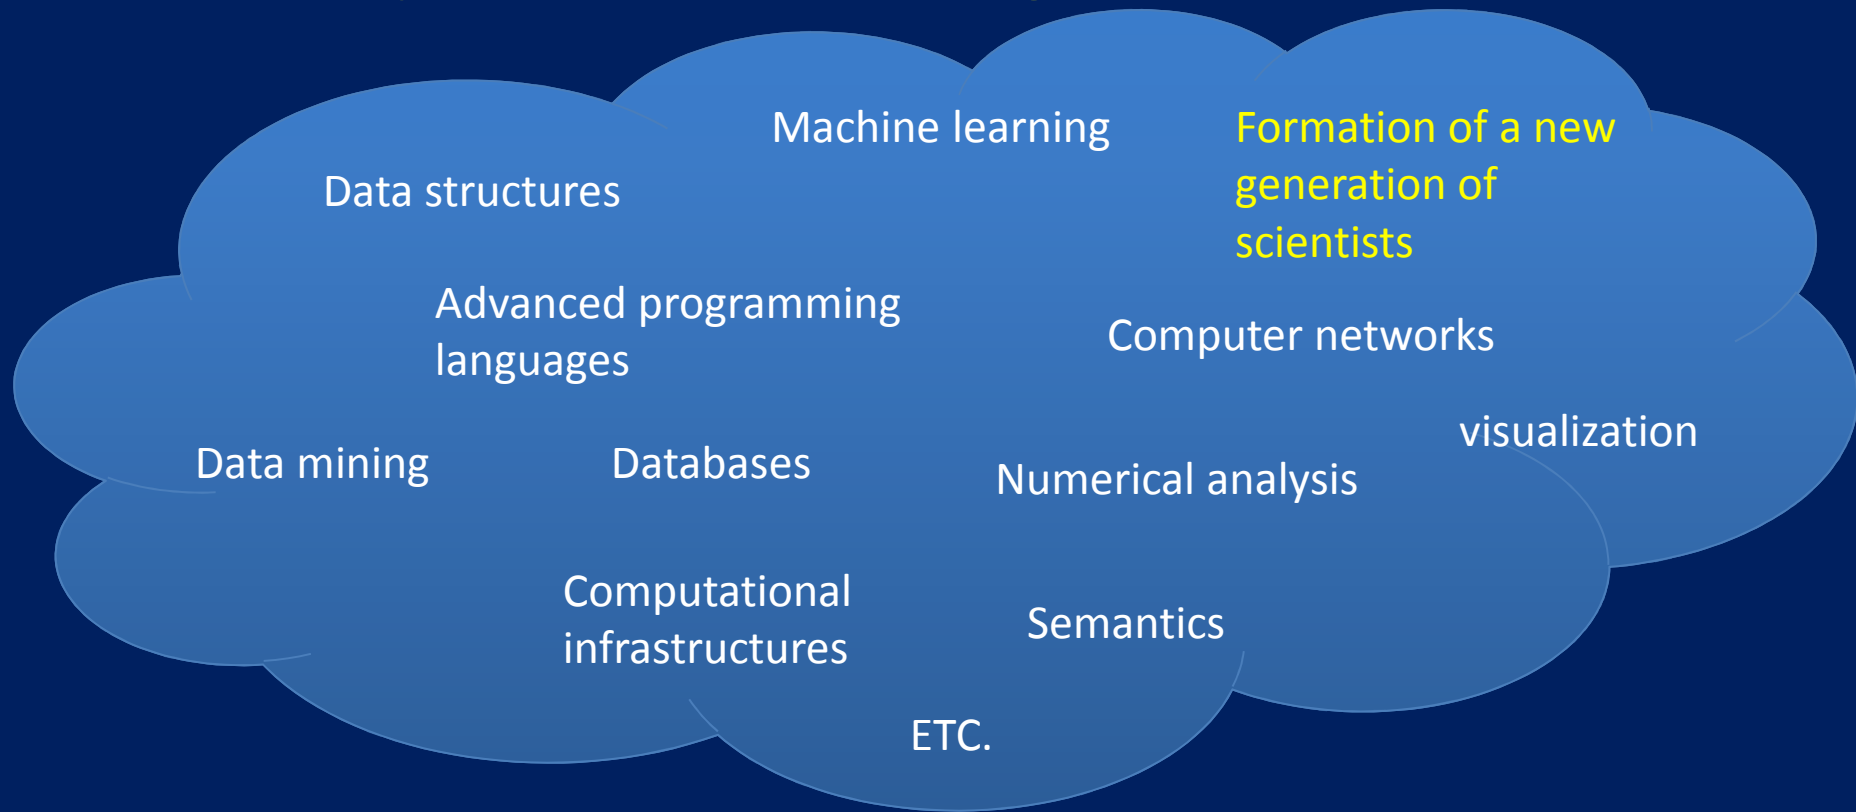 Machine learning
Formation of a new
generation of
scientists
Data structures
Advanced programming
languages
Computer networks
visualization
Data mining
Databases
Numerical analysis
Computational
infrastructures
Semantics
ETC.